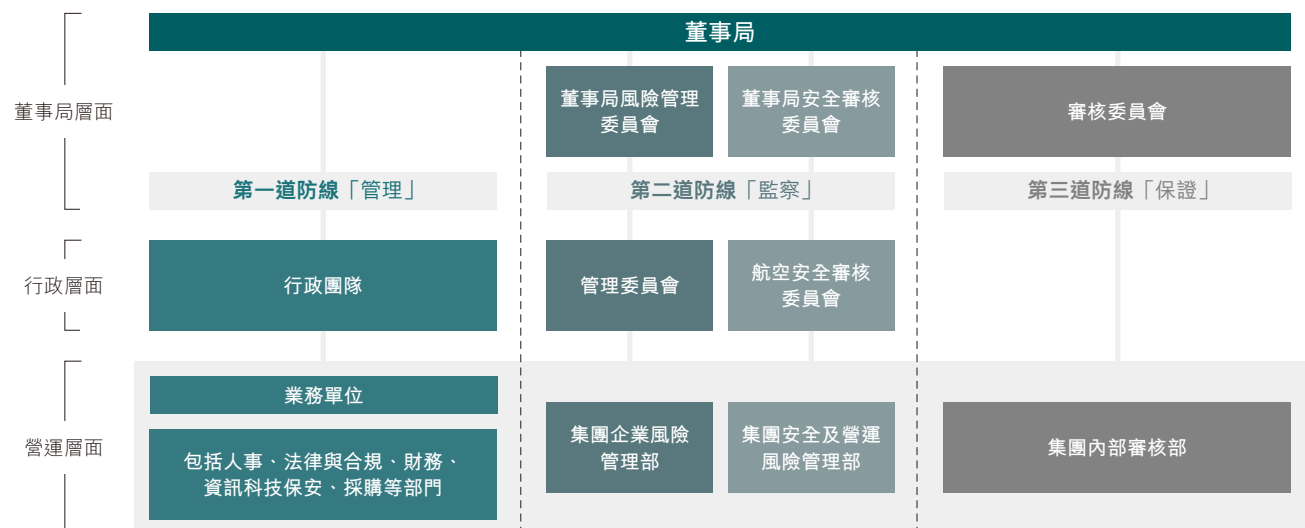 董事局
董事局層面
董事局風險管理
委員會
董事局安全審核
委員會
審核委員會
第一道防線「管理」
第二道防線「監察」
第三道防線「保證」
行政層面
行政團隊
管理委員會
航空安全審核
委員會
營運層面
業務單位
包括人事、法律與合規、財務、
資訊科技保安、採購等部門
集團企業風險
管理部
集團安全及營運
風險管理部
集團內部審核部